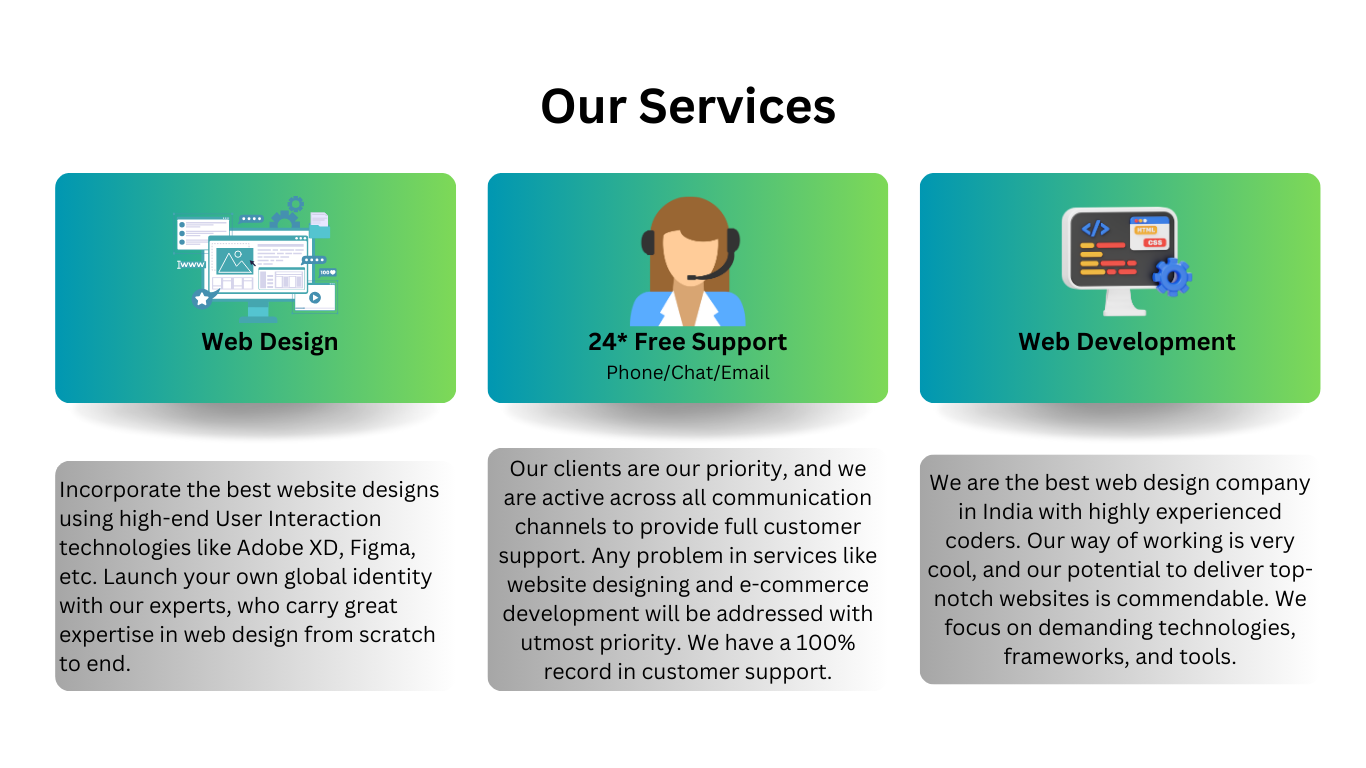 Our Services
www
100
Web Design
24* Free Support
Phone/Chat/Email
</>
HTML
CSS
Web Development
Incorporate the best website designs
using high-end User Interaction
technologies like Adobe XD, Figma,
etc. Launch your own global identity
with our experts, who carry great
expertise in web design from scratch
to end.
Our clients are our priority, and we
are active across all communication
channels to provide full customer
support. Any problem in services like
website designing and e-commerce
development will be addressed with
utmost priority. We have a 100%
record in customer support.
We are the best web design company
in India with highly experienced
coders. Our way of working is very
cool, and our potential to deliver top-
notch websites is commendable. We
focus on demanding technologies,
frameworks, and tools.